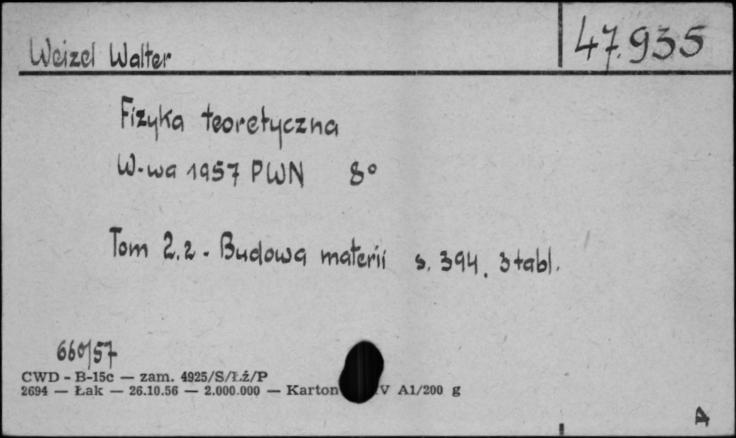 Weizel Walter 47.935
Fizyka teoretyczna
W-wa 1957 PWN 8°
Tom 2.2. - Budowa materii s. 394, 3 tabl.
660/57
CWD - B-15c — zam. 4925/S/Łż/P
2694 — Łak — 26.10.56 — 2.000.000 — Karton V A1/200 g
A